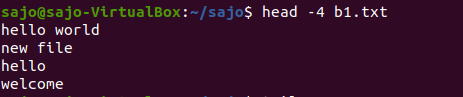 sajo@sajo-VirtualBox:~/sajo$ head -4 b1.txt
hello world
new file
hello
welcome